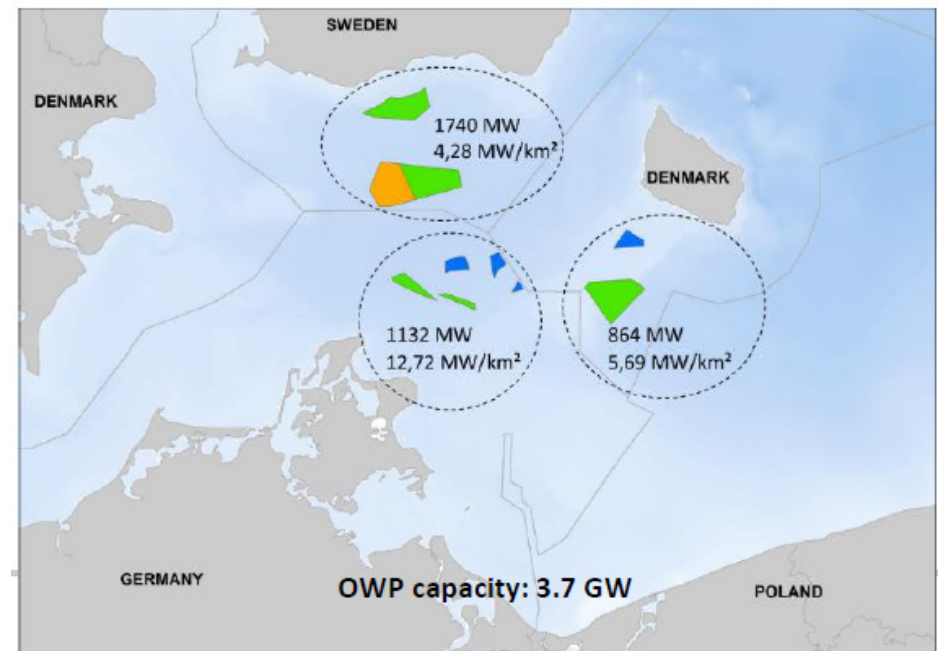 SWEDEN
DENMARK
1740 MW
4,28 MW/km²
DENMARK
1132 MW
12,72 MW/km²
864 MW
5,69 MW/km²
GERMANY
OWP capacity: 3.7 GW
POLAND